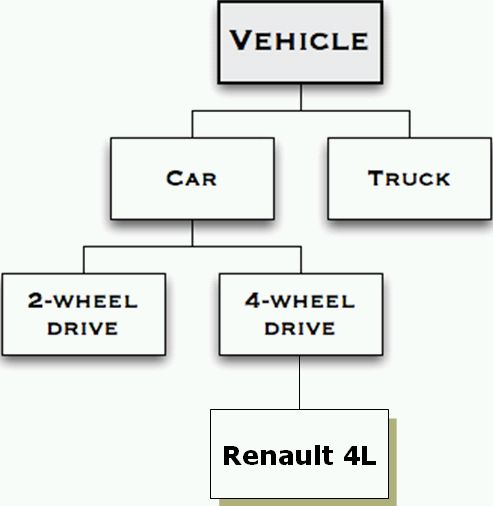 VEHICLE
CAR
TRUCK
2-WHEEL
DRIVE
4-WHEEL
DRIVE
Renault 4L